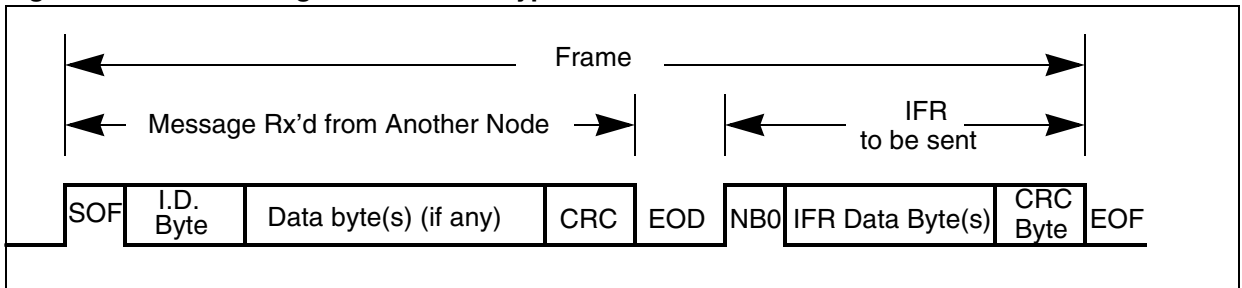 Frame
Message Rx'd from Another Node
IFR
to be sent
SOF
I.D.
Byte
Data byte(s) (if any)
CRC
EOD
NB0
IFR Data Byte(s)
CRC
Byte
EOF